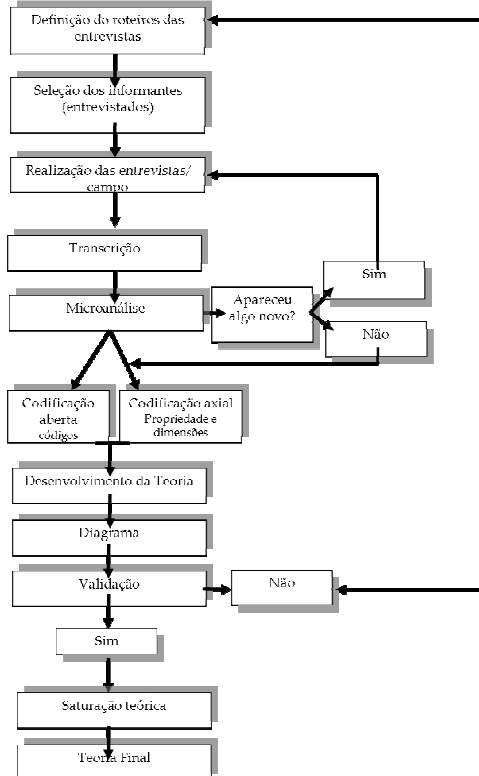 Definição do roteiros das
entrevistas
Seleção dos informantes
(entrevistados)
Realização das entrevistas/
campo
Transcrição
Microanálise
Apareceu
algo novo?
Sim
Não
Codificação
aberta
códigos
Codificação axial
Propriedade e
dimensões
Desenvolvimento da Teoria
Diagrama
Validação
Não
Sim
Saturação teórica
Teoria Final